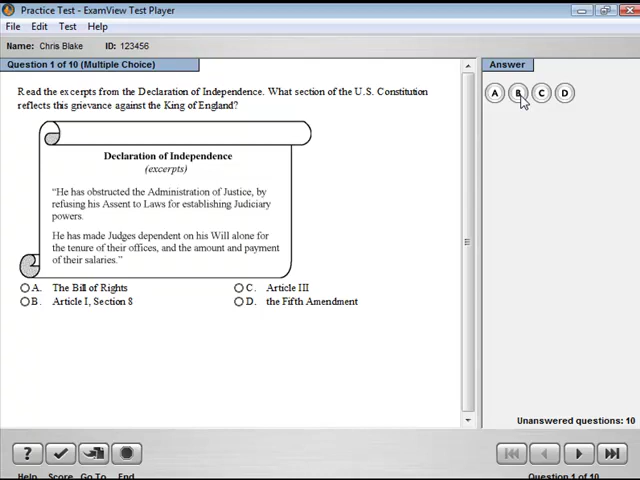 Practice Test - ExamView Test Player
File Edit Test Help
Name: Chris Blake ID: 123456
Question 1 of 10 (Multiple Choice)
Answer
Read the excerpts from the Declaration of Independence. What section of the U.S. Constitution
reflects this grievance against the King of England?
A B C D
Declaration of Independence
(excerpts)
“He has obstructed the Administration of Justice, by
refusing his Assent to Laws for establishing Judiciary
powers.
He has made Judges dependent on his Will alone for
the tenure of their offices, and the amount and payment
of their salaries.”
A. The Bill of Rights C. Article III
B. Article I, Section 8 D. the Fifth Amendment
Unanswered questions: 10
?
Help Score Go To End Question 1 of 10